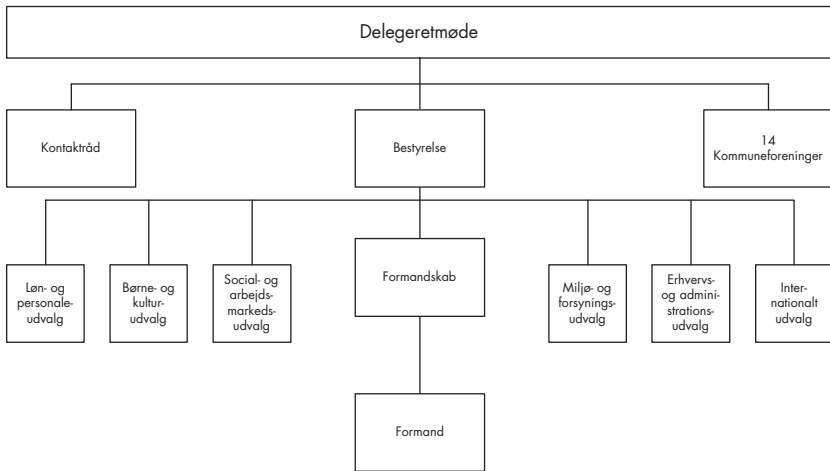 Delegeretmøde
Kontaktråd
Bestyrelse
14
Kommuneforeninger
Løn- og
personale-
udvalg
Børne- og
kultur-
udvalg
Social- og
arbejds-
markeds-
udvalg
Formandskab
Miljø- og
forsynings-
udvalg
Erhvervs-
og admini-
strations-
udvalg
Inter-
nationalt
udvalg
Formand